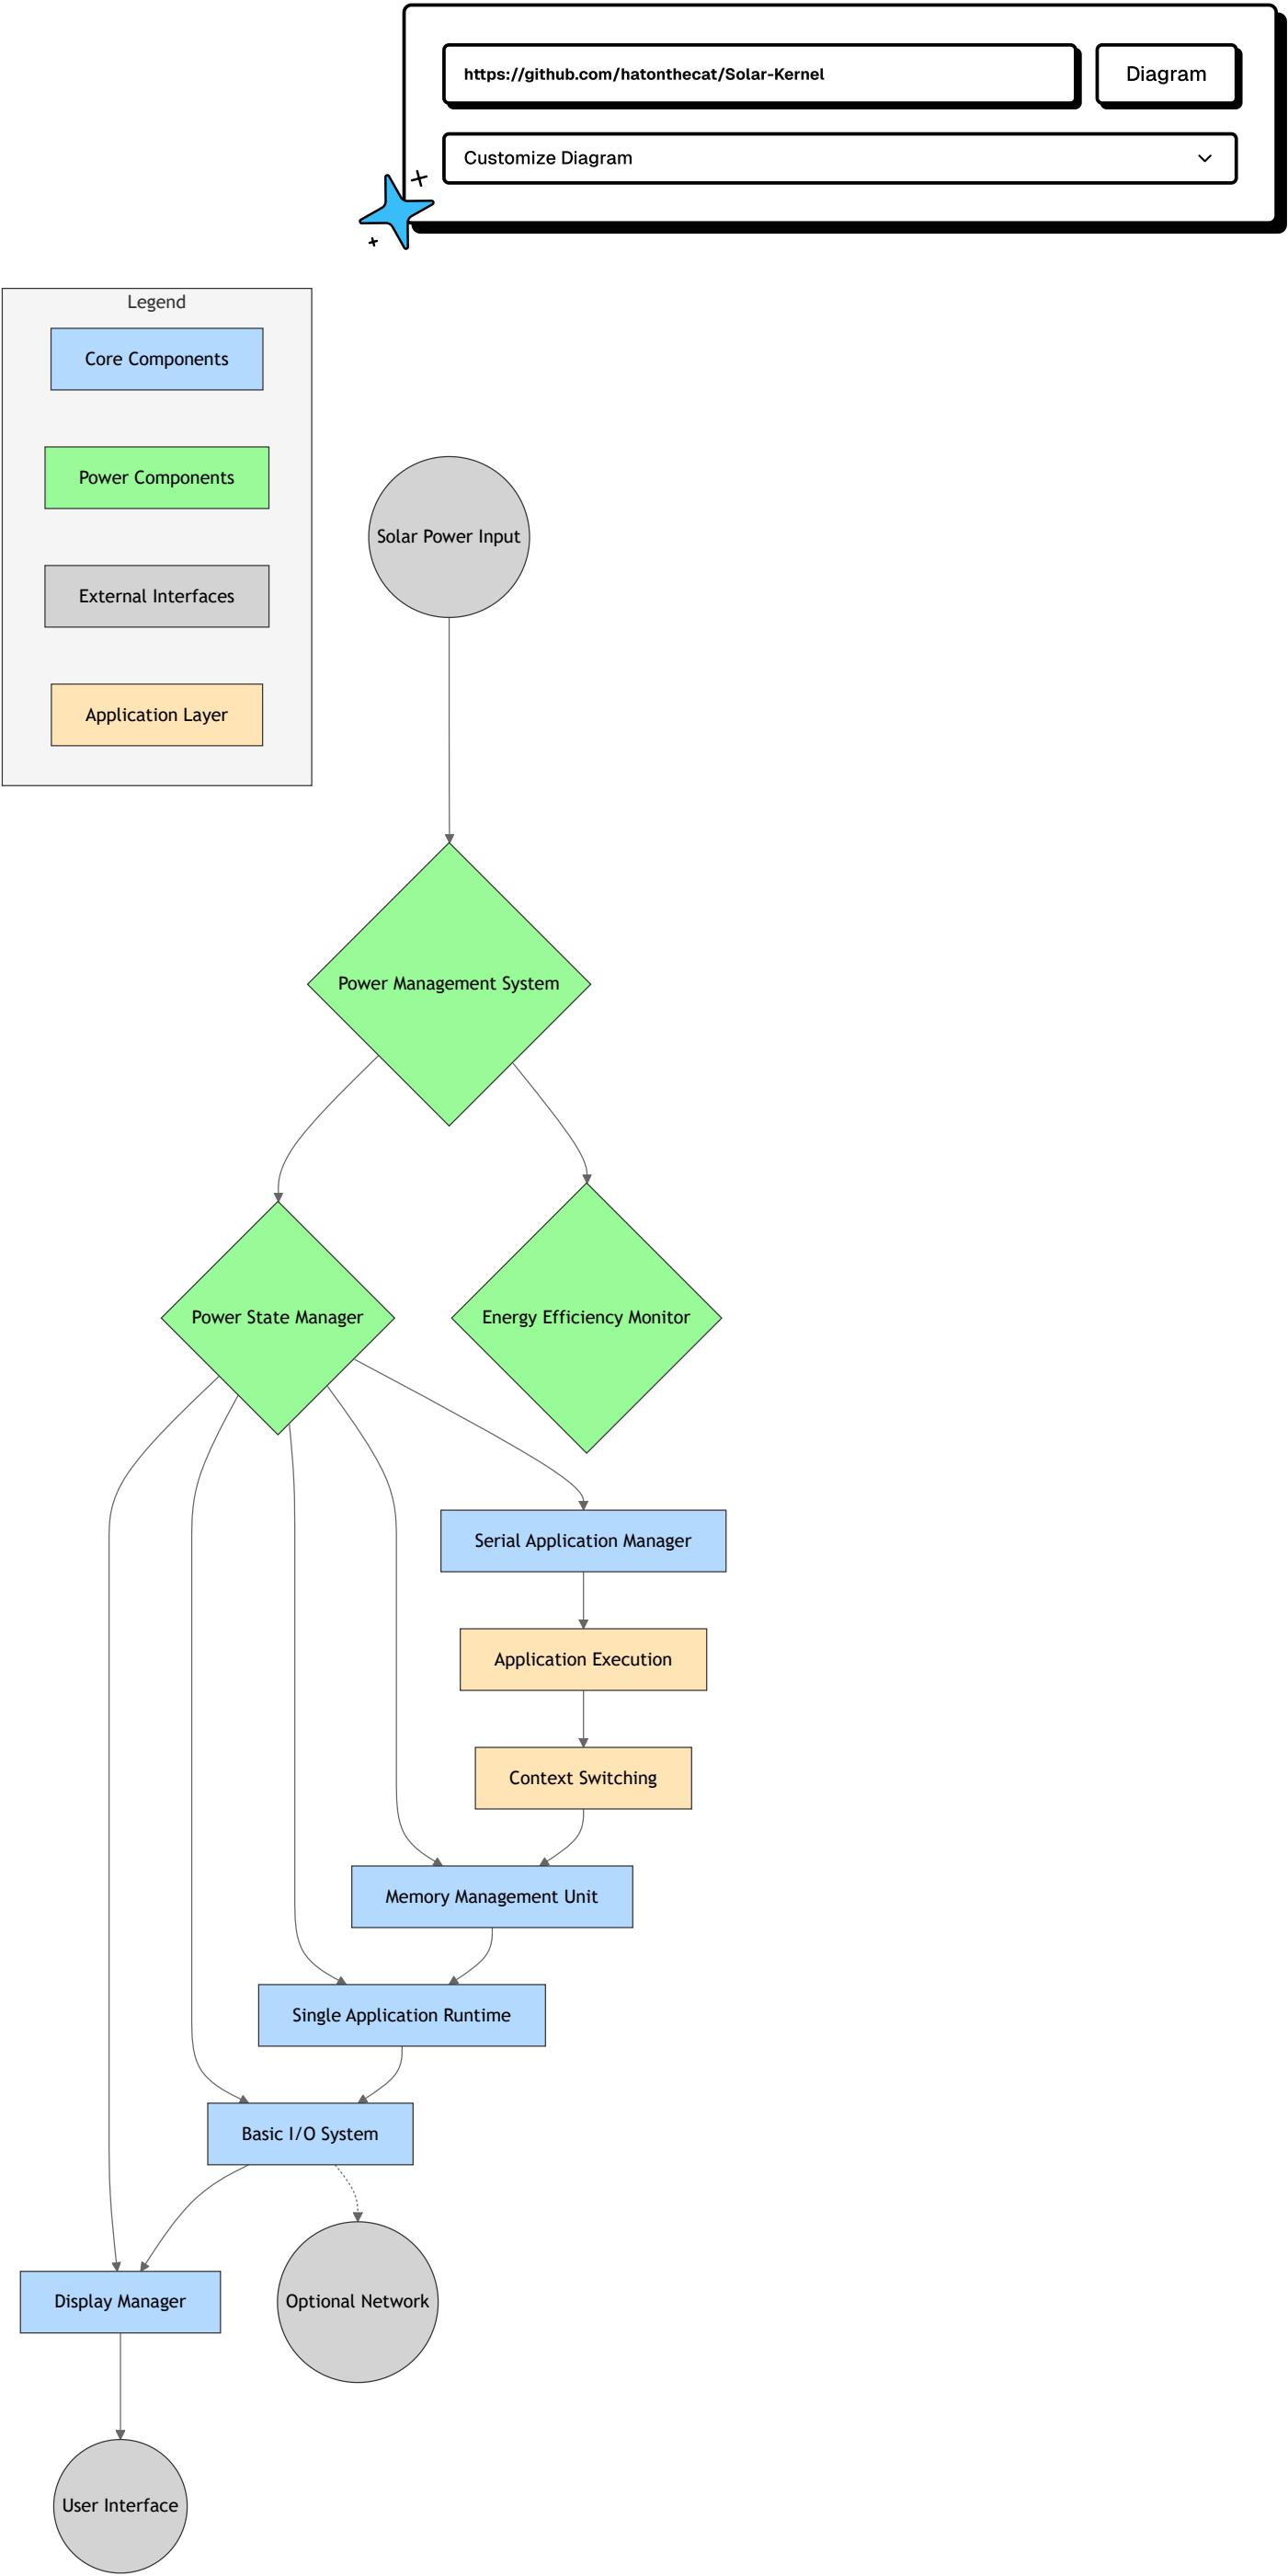 https://github.com/hatonthecat/Solar-Kernel
Diagram
Customize Diagram
Legend
Core Components
Power Components
External Interfaces
Application Layer
Solar Power Input
Power Management System
Power State Manager
Energy Efficiency Monitor
Serial Application Manager
Application Execution
Context Switching
Memory Management Unit
Single Application Runtime
Basic I/O System
Display Manager
Optional Network
User Interface